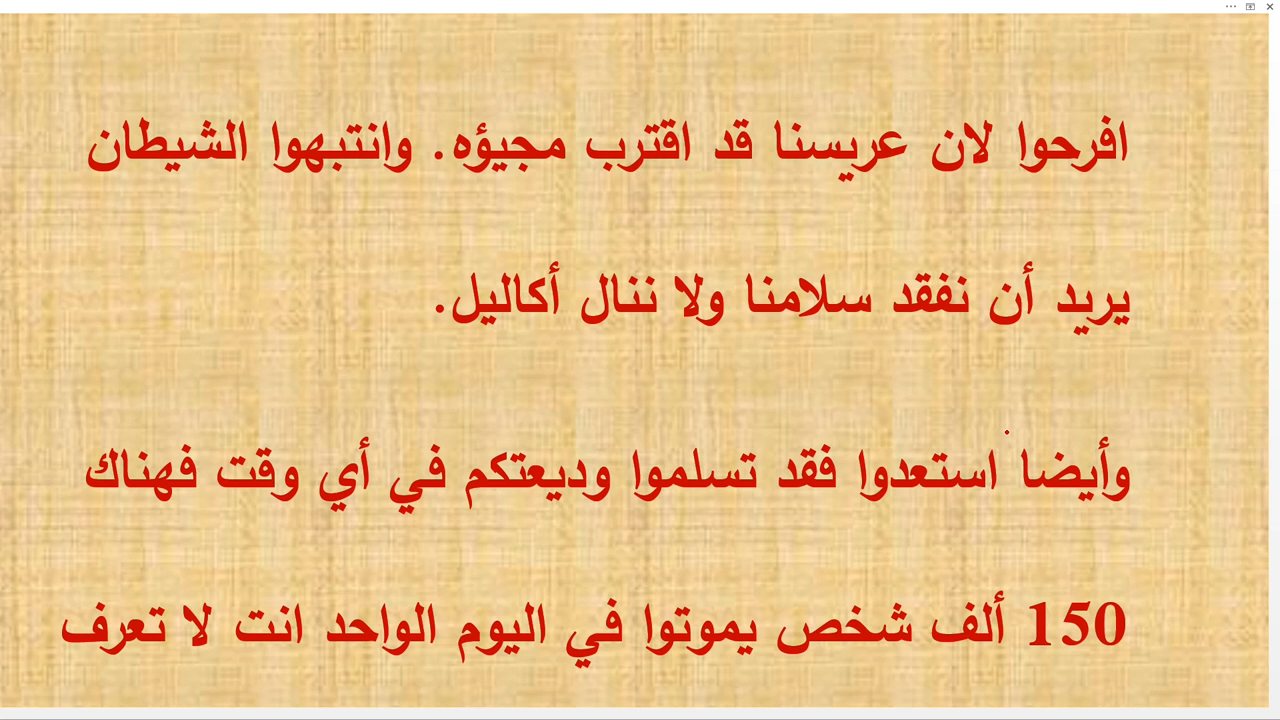 افرحوا لان عريسنا قد اقترب مجيؤه. وانتبهوا الشيطان
يريد أن نفقد سلامنا ولا ننال أكاليل.
وأيضا استعدوا فقد تسلموا وديعتكم في أي وقت فهناك
150 ألف شخص يموتوا في اليوم الواحد انت لا تعرف